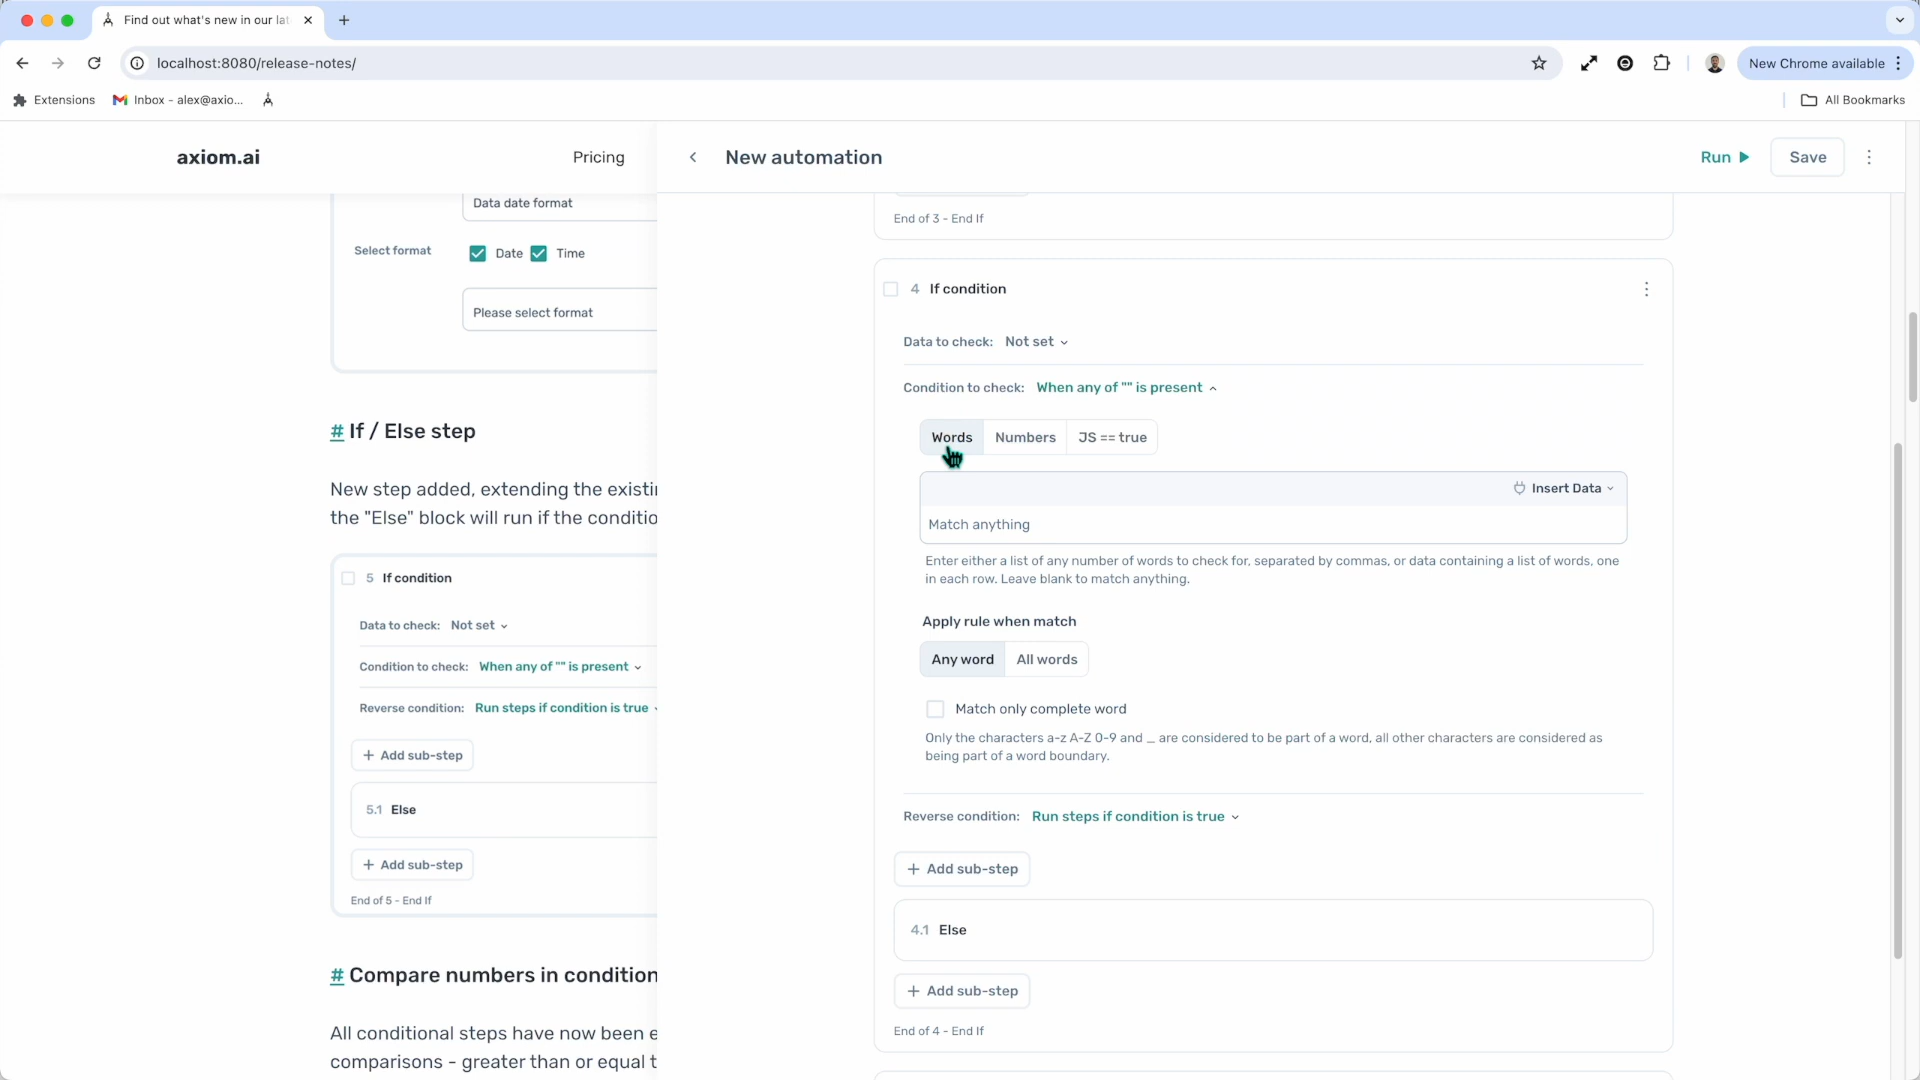 Find out what's new in our lat
localhost:8080/release-notes/
New Chrome available
Extensions
Inbox - alex@axio...
All Bookmarks
axiom.ai
Pricing
Data date format
Select format
Date
Time
Please select format
# If / Else step
New step added, extending the existi
the "Else" block will run if the conditio
5 If condition
Data to check: Not set
Condition to check: When any of "" is present
Reverse condition: Run steps if condition is true
+ Add sub-step
5.1 Else
+ Add sub-step
End of 5 - End If
# Compare numbers in condition
All conditional steps have now been e
comparisons - greater than or equal t
New automation
Run
Save
End of 3 - End If
4 If condition
Data to check: Not set
Condition to check: When any of "" is present
Words
Numbers
JS == true
Insert Data
Match anything
Enter either a list of any number of words to check for, separated by commas, or data containing a list of words, one
in each row. Leave blank to match anything.
Apply rule when match
Any word
All words
Match only complete word
Only the characters a-z A-Z 0-9 and _ are considered to be part of a word, all other characters are considered as
being part of a word boundary.
Reverse condition: Run steps if condition is true
+ Add sub-step
4.1 Else
+ Add sub-step
End of 4 - End If